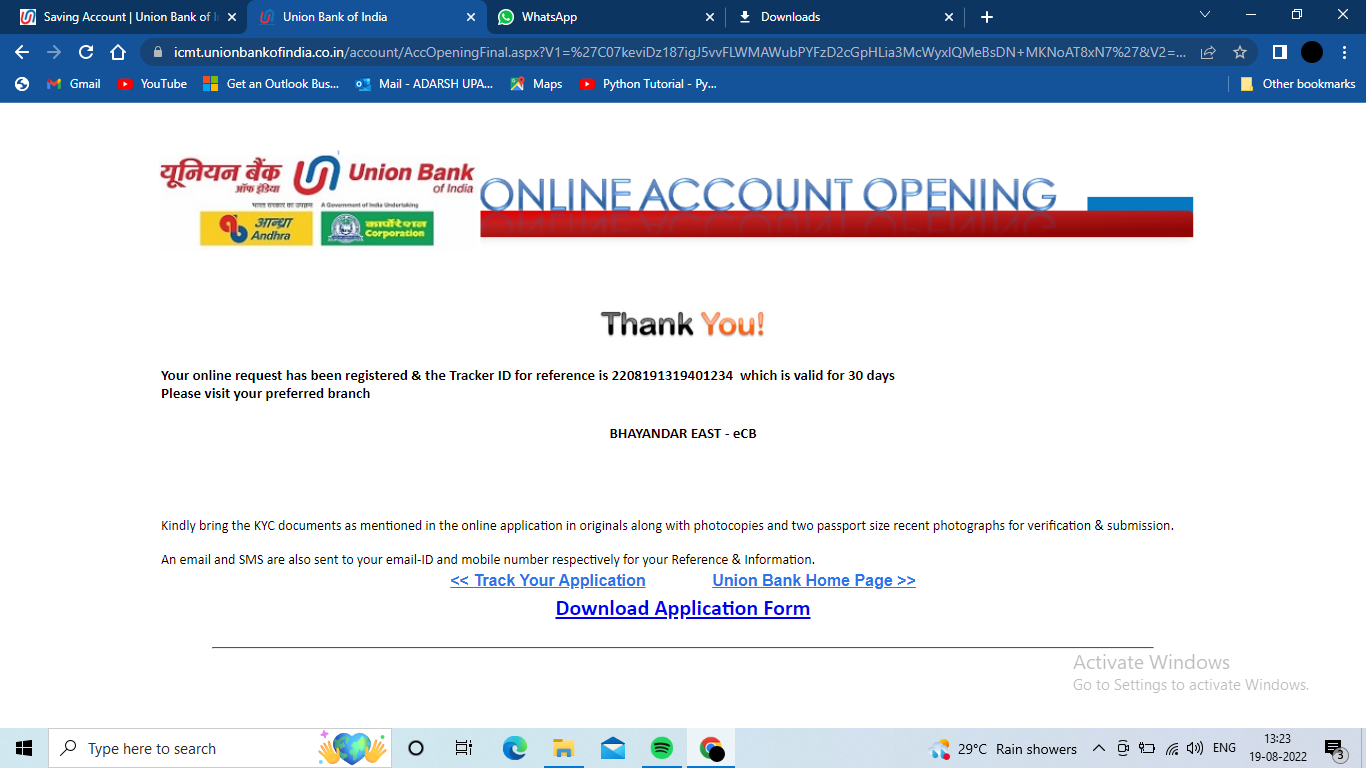 Saving Account | Union Bank of I
Union Bank of India
WhatsApp
Downloads
icmt.unionbankofindia.co.in/account/AccOpeningFinal.aspx?V1=%27C07keviDz187igJ5vvFLWMAWubPYFzD2cGpHLia3McWyxIQMeBsDN+MKNoAT8xN7%27&V2=...
Gmail
YouTube
Get an Outlook Bus...
Mail - ADARSH UPA...
Maps
Python Tutorial - Py...
Other bookmarks
यूनियन बैंक
ऑफ इंडिया
Union Bank
of India
भारत सरकार का उपक्रम
A Government of India Undertaking
आन्ध्रा
Andhra
कार्पोरेशन
Corporation
ONLINE ACCOUNT OPENING
Thank You!
Your online request has been registered & the Tracker ID for reference is 2208191319401234 which is valid for 30 days
Please visit your preferred branch
BHAYANDAR EAST - eCB
Kindly bring the KYC documents as mentioned in the online application in originals along with photocopies and two passport size recent photographs for verification & submission.
An email and SMS are also sent to your email-ID and mobile number respectively for your Reference & Information.
<< Track Your Application
Union Bank Home Page >>
Download Application Form
Activate Windows
Go to Settings to activate Windows.
Type here to search
29°C Rain showers
ENG
13:23
19-08-2022
3